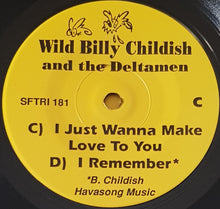 Wild Billy Childish
and the Deltamen
SFTRI 181
C
C) I Just Wanna Make
Love To You
D) I Remember*
*B. Childish
Havasong Music